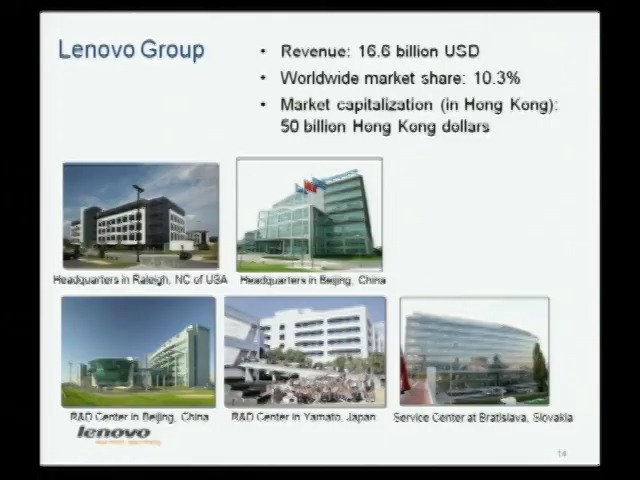 Lenovo Group
• Revenue: 16.6 billion USD
• Worldwide market share: 10.3%
• Market capitalization (in Hong Kong):
50 billion Hong Kong dollars
Headquarters in Raleigh, NC of USA
Headquarters in Beijing, China
R&D Center in Beijing, China
R&D Center in Yamato, Japan
Service Center at Bratislava, Slovakia
lenovo
14